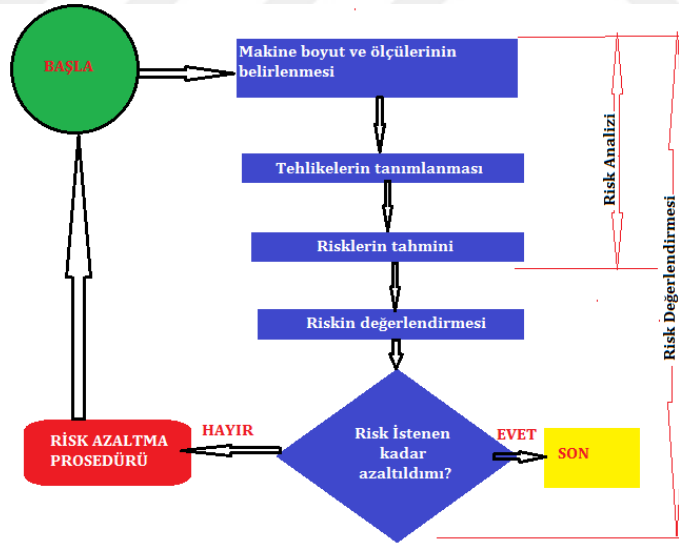 BAŞLA
Makine boyut ve ölçülerinin
belirlenmesi
Tehlikelerin tanımlanması
Risklerin tahmini
Riskin değerlendirmesi
Risk İstenen
kadar
azaltıldımı?
HAYIR
EVET
RİSK AZALTMA
PROSEDÜRÜ
SON
Risk Analizi
Risk Değerlendirmesi